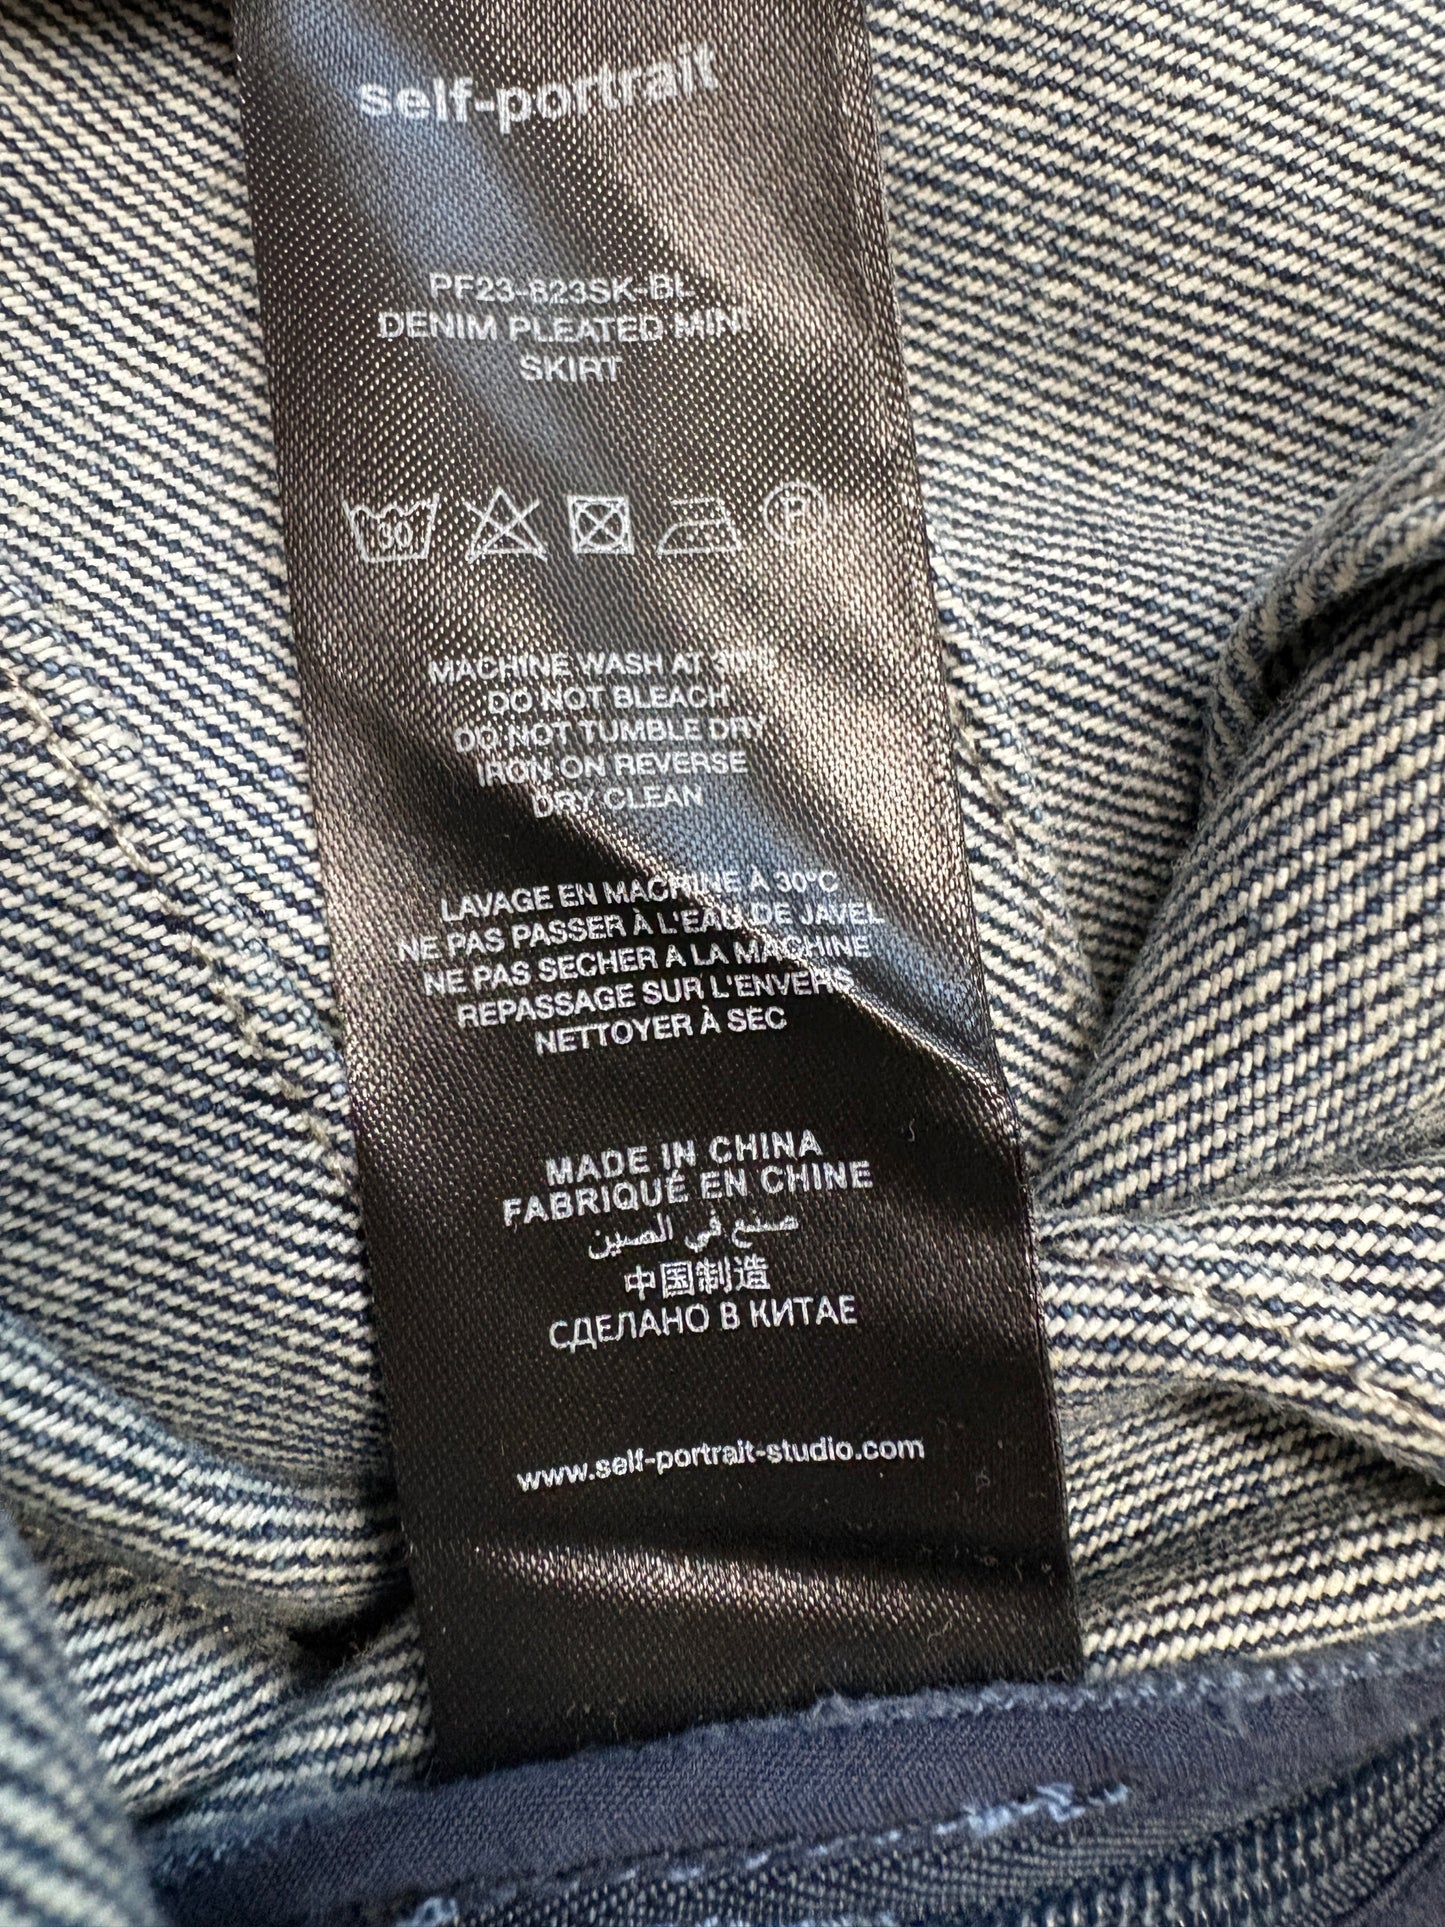 self-portrait
PF23-823SK-BL
DENIM PLEATED MINI
SKIRT
30
P
MACHINE WASH AT 30°C
DO NOT BLEACH
DO NOT TUMBLE DRY
IRON ON REVERSE
DRY CLEAN
LAVAGE EN MACHINE À 30°C
NE PAS PASSER À L'EAU DE JAVEL
NE PAS SECHER A LA MACHINE
REPASSAGE SUR L'ENVERS
NETTOYER À SEC
MADE IN CHINA
FABRIQUÉ EN CHINE
صنع في الصين
中国制造
СДЕЛАНО В КИТАЕ
www.self-portrait-studio.com